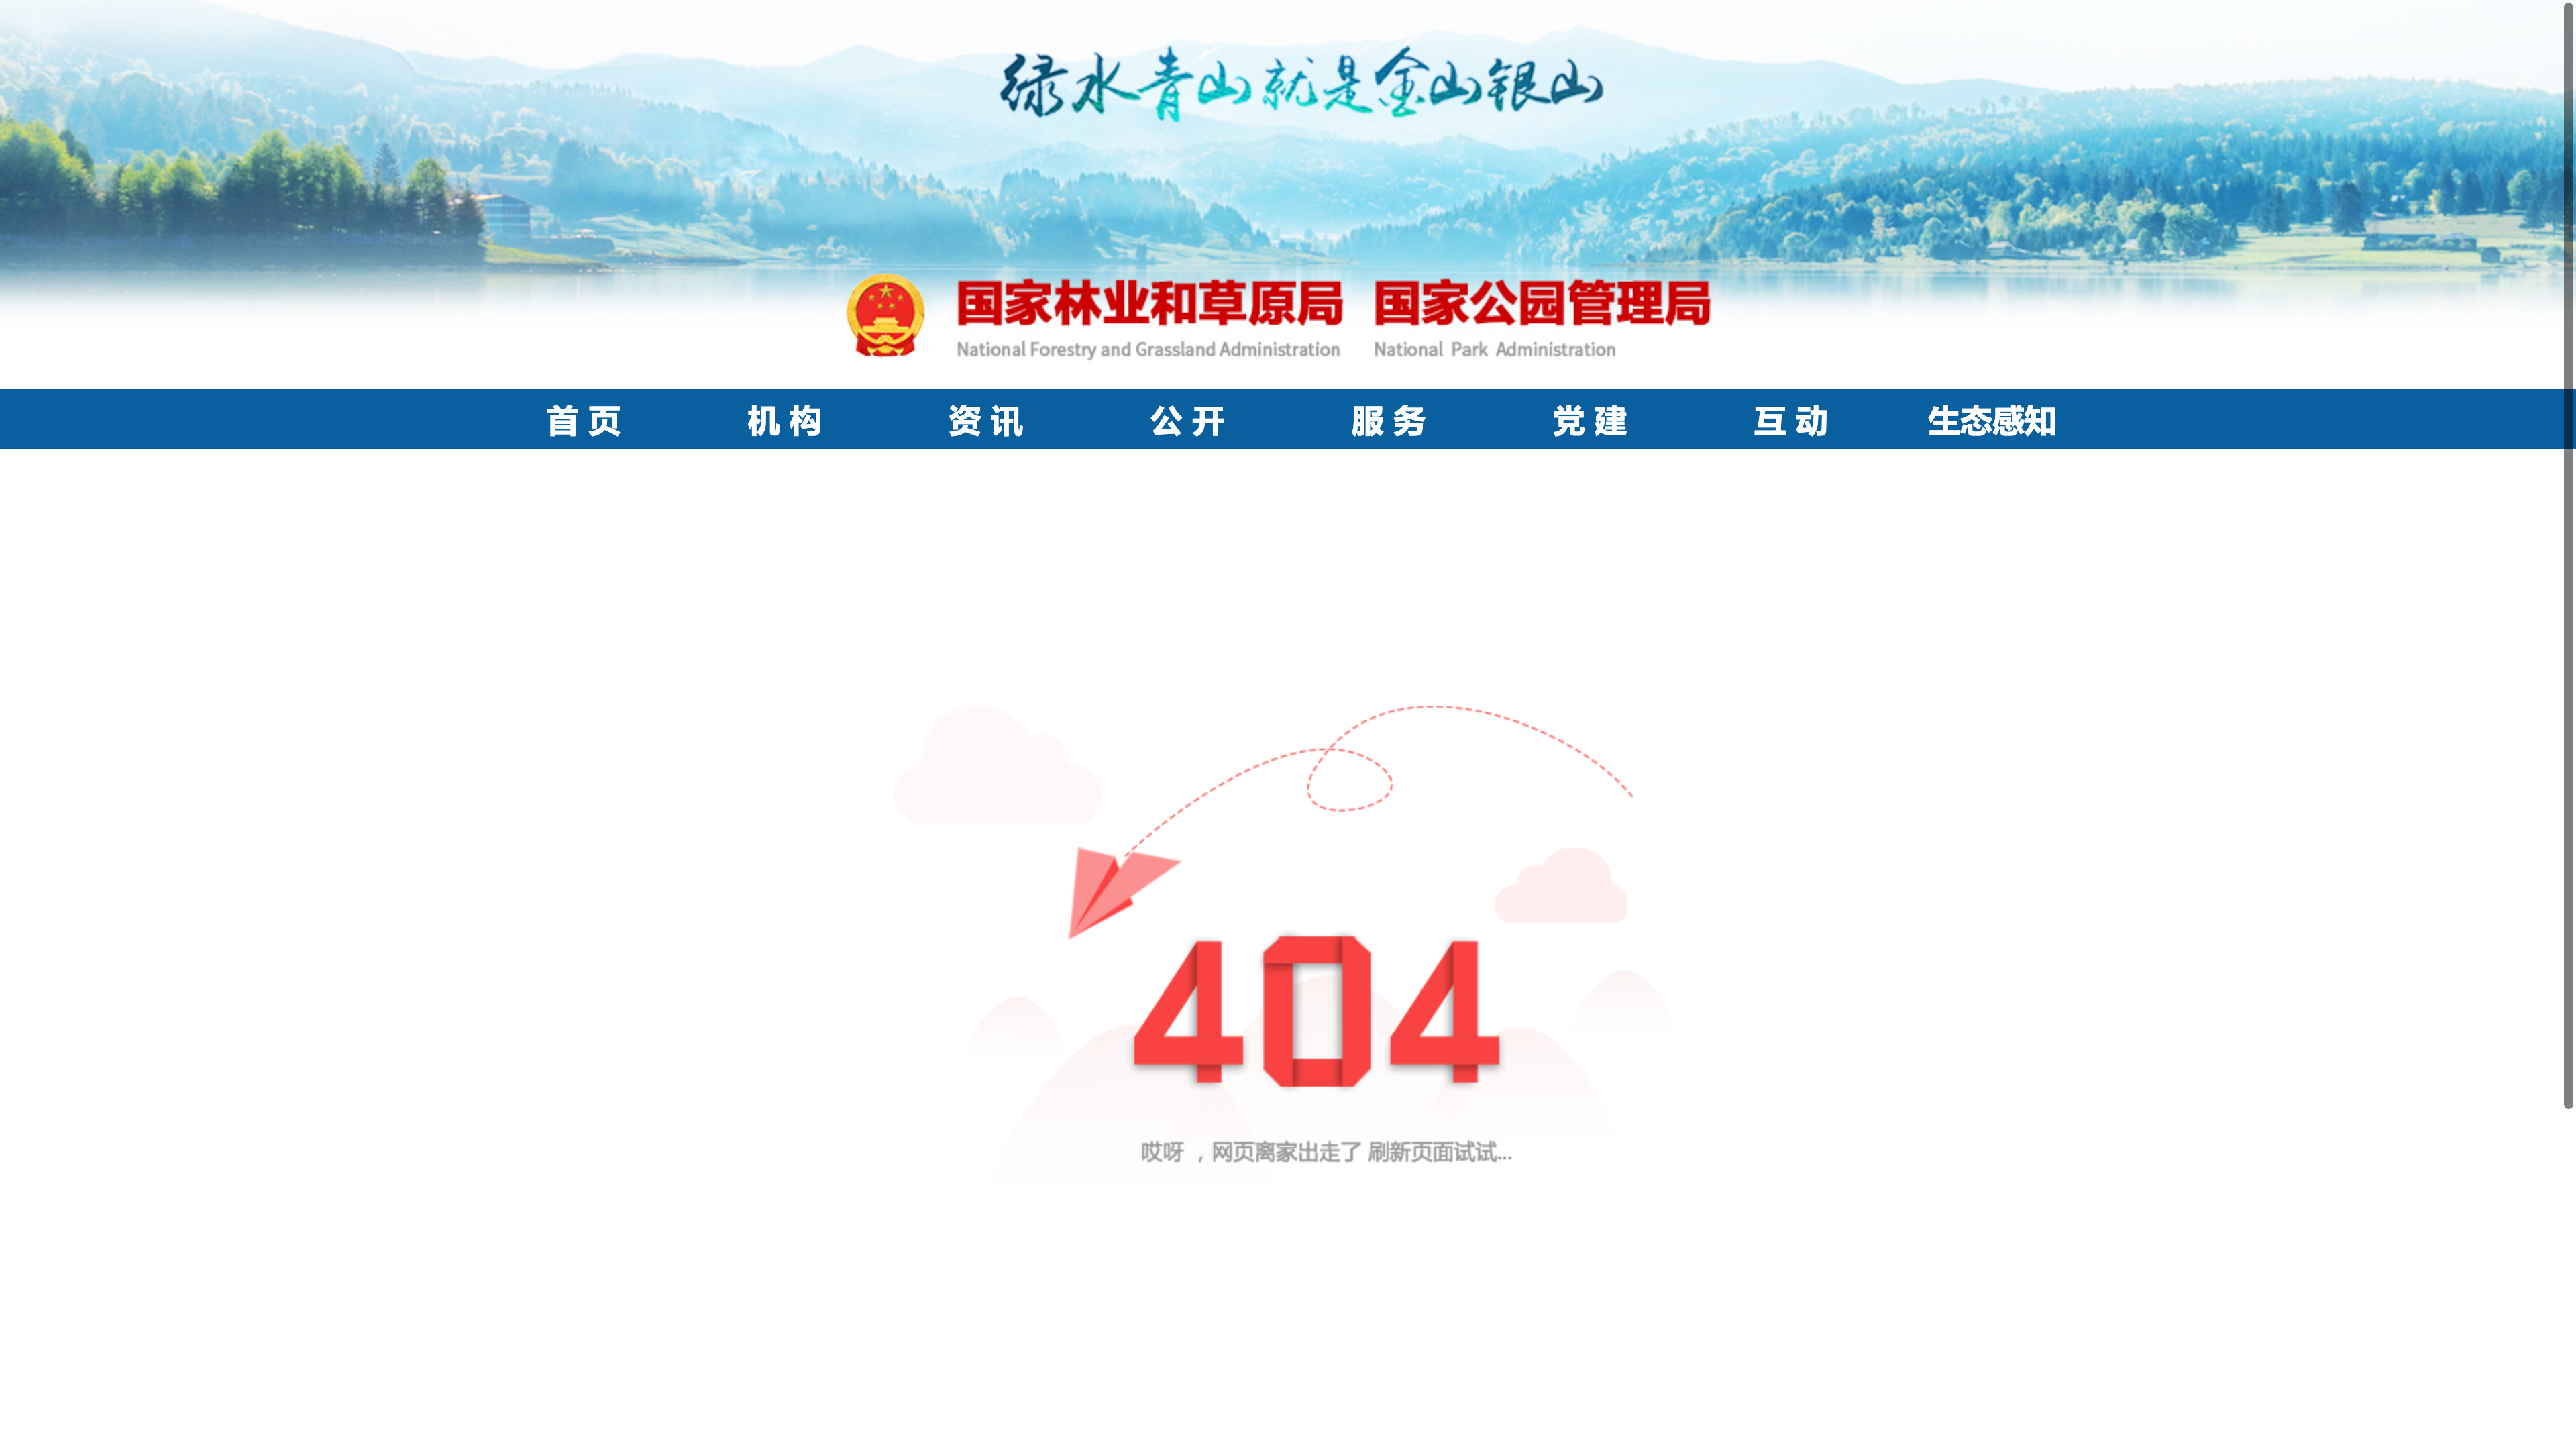 绿水青山就是金山银山
国家林业和草原局 国家公园管理局
National Forestry and Grassland Administration National Park Administration
首页 机构 资讯 公开 服务 党建 互动 生态感知
404
哎呀，网页离家出走了 刷新页面试试...